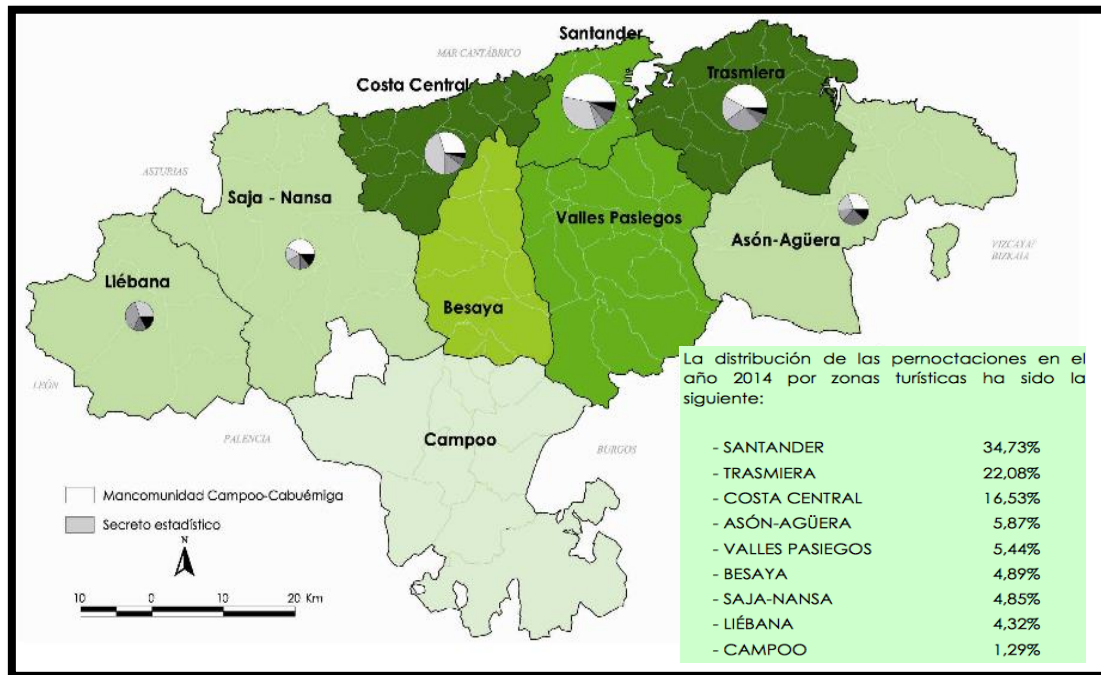 Santander
MAR CANTÁBRICO
Trasmiera
Costa Central
ASTURIAS
Saja - Nansa
Valles Pasiegos
Asón-Agüera
VIZCAYA/
BIZKAIA
Liébana
Besaya
LEÓN
PALENCIA
Campoo
BURGOS
Mancomunidad Campoo-Cabuérniga
Secreto estadístico
N
10 0 10 20 Km
La distribución de las pernoctaciones en el
año 2014 por zonas turísticas ha sido la
siguiente:
- SANTANDER 34,73%
- TRASMIERA 22,08%
- COSTA CENTRAL 16,53%
- ASÓN-AGÜERA 5,87%
- VALLES PASIEGOS 5,44%
- BESAYA 4,89%
- SAJA-NANSA 4,85%
- LIÉBANA 4,32%
- CAMPOO 1,29%